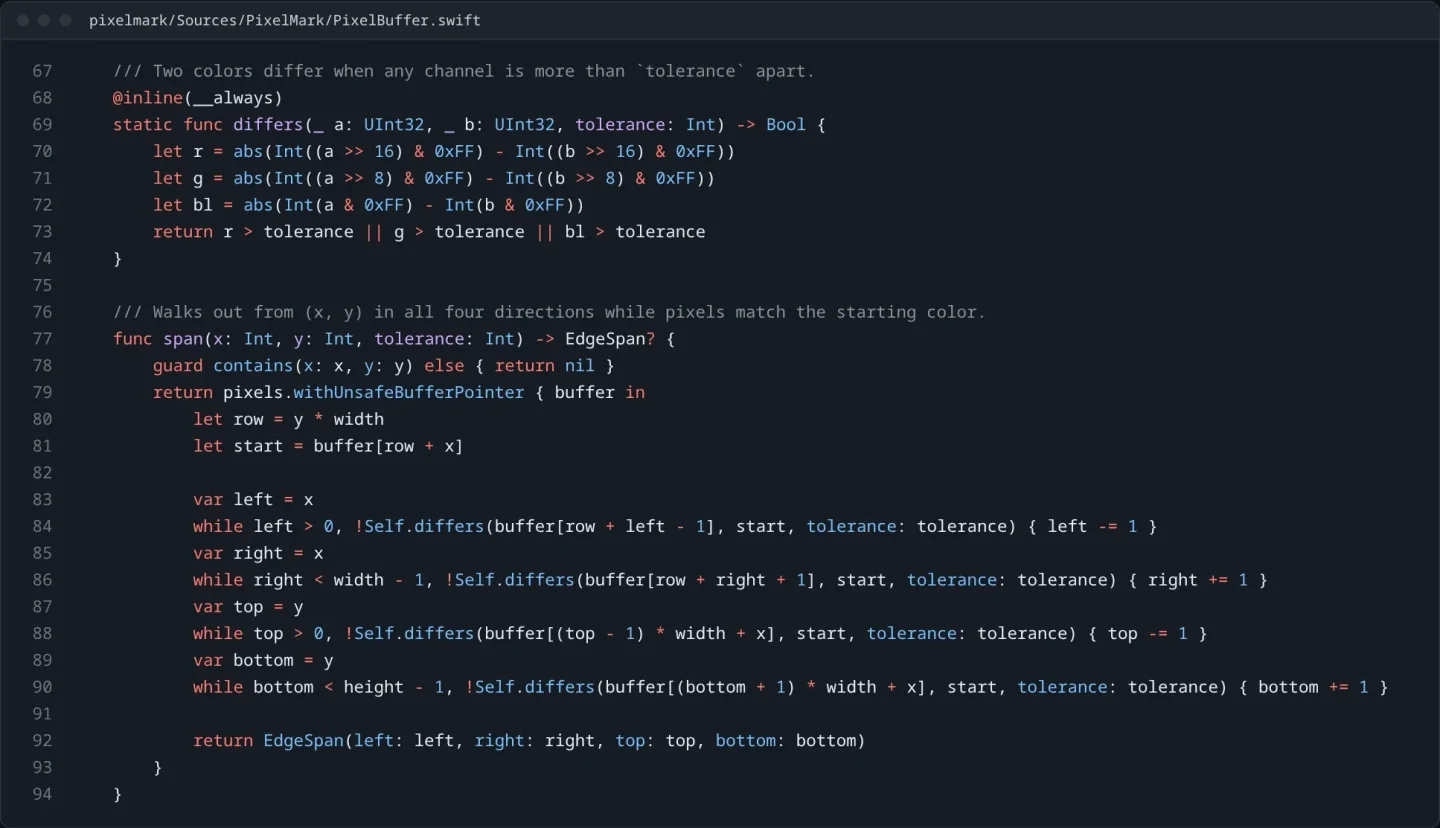 pixelmark/Sources/PixelMark/PixelBuffer.swift
67     /// Two colors differ when any channel is more than `tolerance` apart.
68     @inline(__always)
69     static func differs(_ a: UInt32, _ b: UInt32, tolerance: Int) -> Bool {
70         let r = abs(Int((a >> 16) & 0xFF) - Int((b >> 16) & 0xFF))
71         let g = abs(Int((a >> 8) & 0xFF) - Int((b >> 8) & 0xFF))
72         let bl = abs(Int(a & 0xFF) - Int(b & 0xFF))
73         return r > tolerance || g > tolerance || bl > tolerance
74     }
75
76     /// Walks out from (x, y) in all four directions while pixels match the starting color.
77     func span(x: Int, y: Int, tolerance: Int) -> EdgeSpan? {
78         guard contains(x: x, y: y) else { return nil }
79         return pixels.withUnsafeBufferPointer { buffer in
80             let row = y * width
81             let start = buffer[row + x]
82
83             var left = x
84             while left > 0, !Self.differs(buffer[row + left - 1], start, tolerance: tolerance) { left -= 1 }
85             var right = x
86             while right < width - 1, !Self.differs(buffer[row + right + 1], start, tolerance: tolerance) { right += 1 }
87             var top = y
88             while top > 0, !Self.differs(buffer[(top - 1) * width + x], start, tolerance: tolerance) { top -= 1 }
89             var bottom = y
90             while bottom < height - 1, !Self.differs(buffer[(bottom + 1) * width + x], start, tolerance: tolerance) { bottom += 1 }
91
92             return EdgeSpan(left: left, right: right, top: top, bottom: bottom)
93         }
94     }